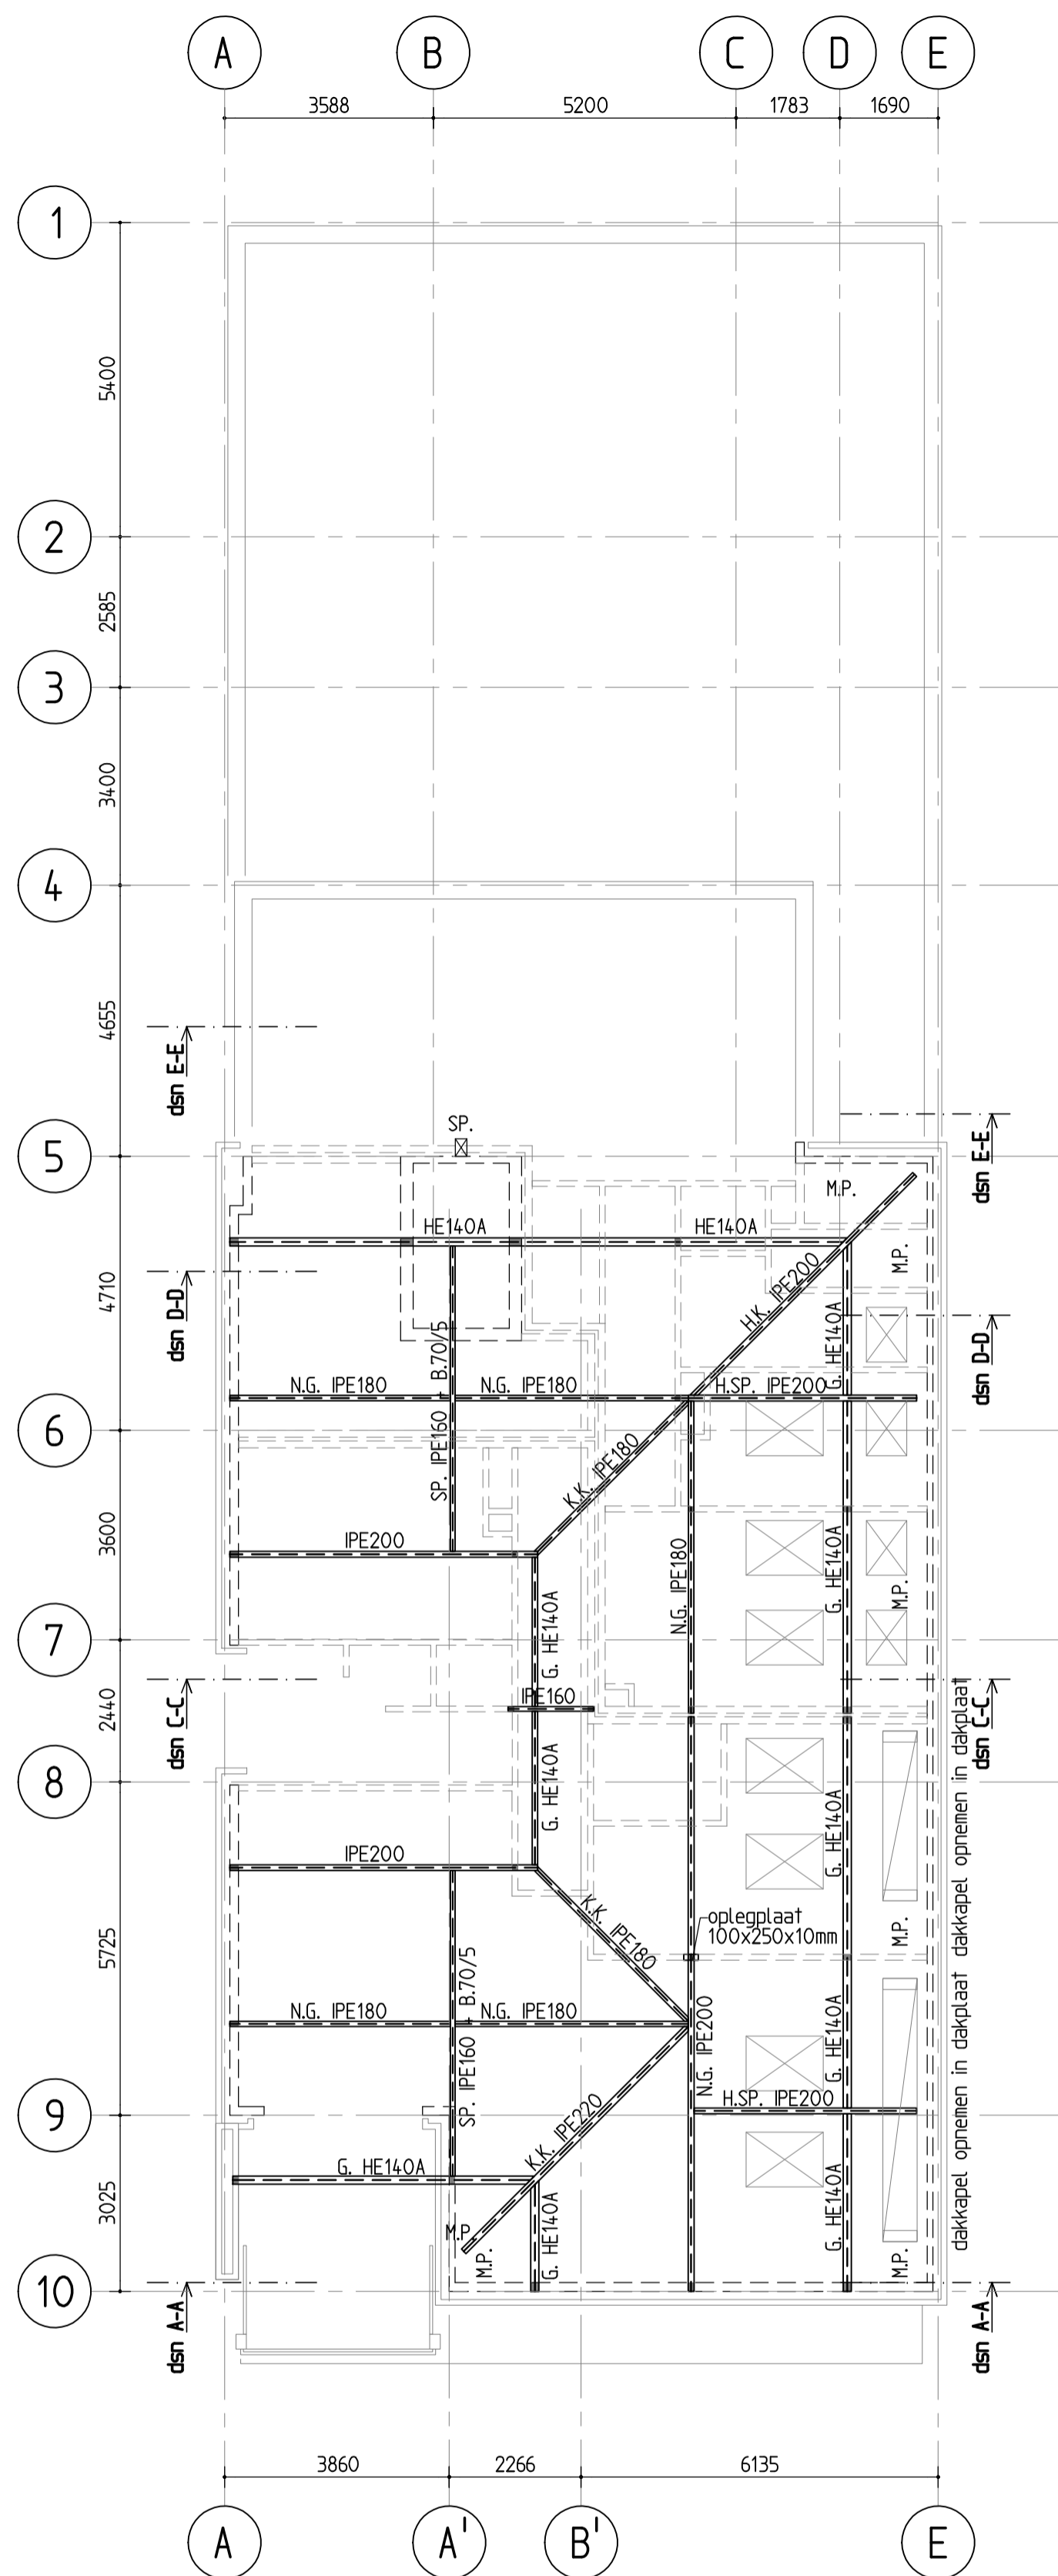 A B C D E
3588 5200 1783 1690
1
5400
2
2585
3
3400
4
4655
dsn E-E
SP.
dsn E-E
5
M.P.
HE140A HE140A
M.P.
4710
dsn D-D
H.K. IPE200
G. HE140A
dsn D-D
N.G. IPE180 N.G. IPE180 H.SP. IPE200
SP. IPE160 + B.70/5
6
K.K. IPE180
3600
IPE200
N.G. IPE180
G. HE140A
M.P.
G. HE140A
7
IPE160
2440
dsn C-C
dsn C-C
G. HE140A
8
G. HE140A
IPE200
K.K. IPE180
oplegplaat
100x250x10mm
M.P.
dakkapel opnemen in dakplaat dakkapel opnemen in dakplaat
5725
SP. IPE160 + B.70/5
N.G. IPE180 N.G. IPE180
N.G. IPE200
G. HE140A
H.SP. IPE200
9
K.K. IPE220
G. HE140A
3025
M.P.
M.P.
G. HE140A
G. HE140A
M.P.
10
dsn A-A
dsn A-A
3860 2266 6135
A A' B' E